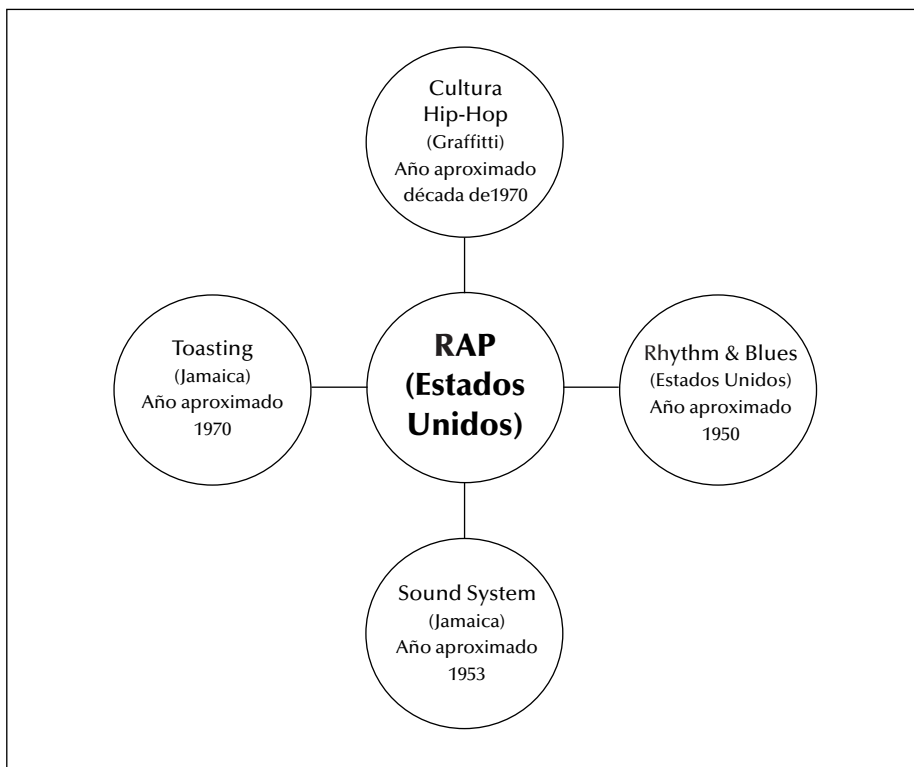 Cultura
Hip-Hop
(Graffitti)
Año aproximado
década de1970
Toasting
(Jamaica)
Año aproximado
1970
RAP
(Estados
Unidos)
Rhythm & Blues
(Estados Unidos)
Año aproximado
1950
Sound System
(Jamaica)
Año aproximado
1953